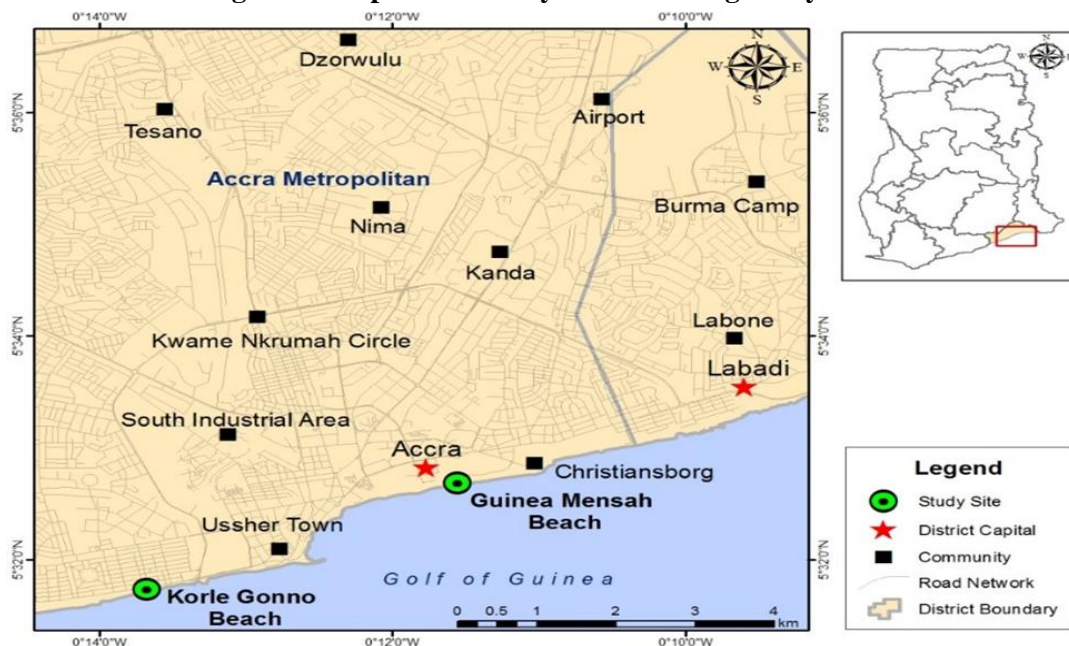 0°14'0"W 0°12'0"W 0°10'0"W
Dzorwulu
N
W E
S
Tesano
Airport
5°36'0"N
5°36'0"N
Accra Metropolitan
Burma Camp
Nima
Kanda
Labone
Kwame Nkrumah Circle
5°34'0"N
5°34'0"N
Labadi
South Industrial Area
Accra
Christiansborg
Guinea Mensah
Beach
Ussher Town
5°32'0"N
5°32'0"N
Golf of Guinea
Korle Gonno
Beach
0 0.5 1 2 3 4
km
0°14'0"W 0°12'0"W 0°10'0"W
N
W E
S
Legend
Study Site
District Capital
Community
Road Network
District Boundary